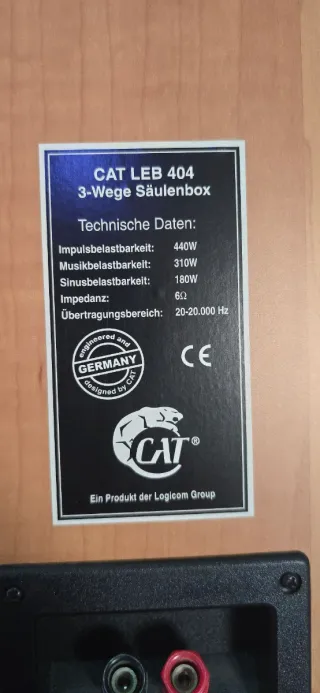 CAT LEB 404
3-Wege Säulenbox
Technische Daten:
Impulsbelastbarkeit: 440W
Musikbelastbarkeit: 310W
Sinusbelastbarkeit: 180W
Impedanz: 6Ω
Übertragungsbereich: 20-20.000 Hz
engineered and
GERMANY
designed by CAT
CE
CAT®
Ein Produkt der Logicom Group